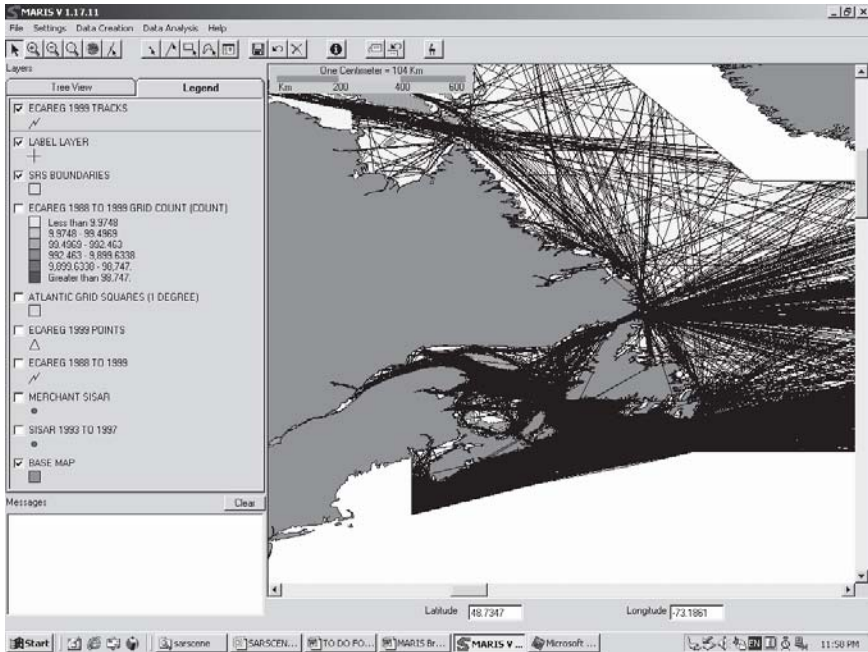 MARIS V 1.17.11
File Settings Data Creation Data Analysis Help
Layers
Tree View
Legend
ECAREG 1999 TRACKS
LABEL LAYER
SRS BOUNDARIES
ECAREG 1988 TO 1999 GRID COUNT (COUNT)
Less than 9.9748
9.9748 - 99.4969
99.4969 - 992.463
992.463 - 9,899.6338
9,899.6338 - 98,747.
Greater than 98,747.
ATLANTIC GRID SQUARES (1 DEGREE)
ECAREG 1999 POINTS
ECAREG 1988 TO 1999
MERCHANT SISAR
SISAR 1993 TO 1997
BASE MAP
One Centimeter = 104 Km
Km 200 400 600
Messages
Clear
Latitude 48.7347 Longitude -73.1861
Start sarscene SARSCEN... TO DO FO... MARIS Br... MARIS V ... Microsoft ... EN 11:58 PM